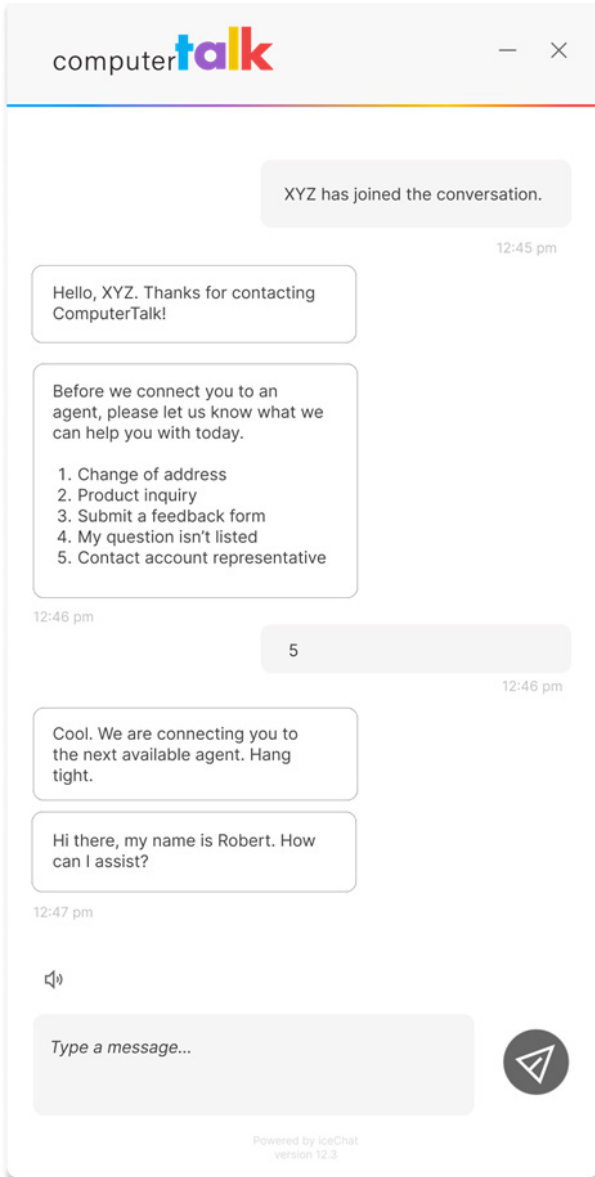 computertalk
XYZ has joined the conversation.
12:45 pm
Hello, XYZ. Thanks for contacting
ComputerTalk!
Before we connect you to an
agent, please let us know what we
can help you with today.
1. Change of address
2. Product inquiry
3. Submit a feedback form
4. My question isn't listed
5. Contact account representative
12:46 pm
5
12:46 pm
Cool. We are connecting you to
the next available agent. Hang
tight.
Hi there, my name is Robert. How
can I assist?
12:47 pm
Type a message...
Powered by iceChat
version 12.3